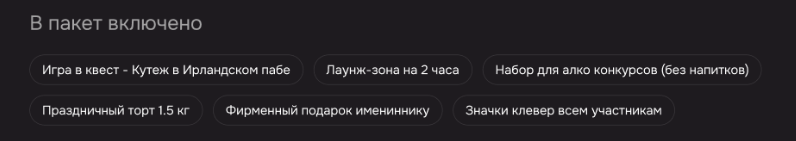 В пакет включено
Игра в квест - Кутеж в Ирландском пабе
Лаунж-зона на 2 часа
Набор для алко конкурсов (без напитков)
Праздничный торт 1.5 кг
Фирменный подарок имениннику
Значки клевер всем участникам